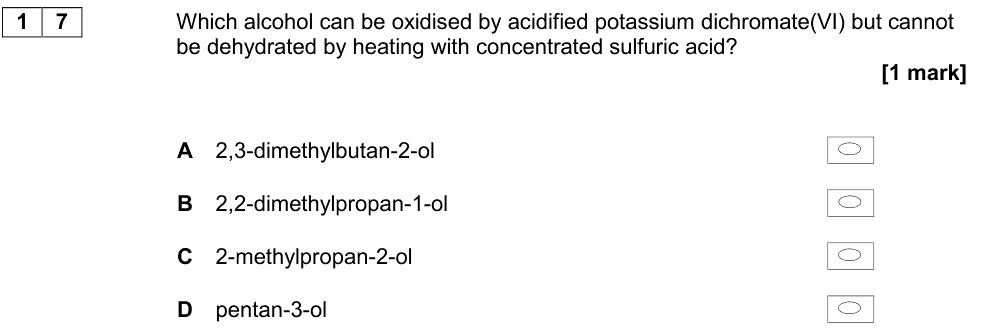 1 7 Which alcohol can be oxidised by acidified potassium dichromate(VI) but cannot
be dehydrated by heating with concentrated sulfuric acid?
[1 mark]
A 2,3-dimethylbutan-2-ol
B 2,2-dimethylpropan-1-ol
C 2-methylpropan-2-ol
D pentan-3-ol